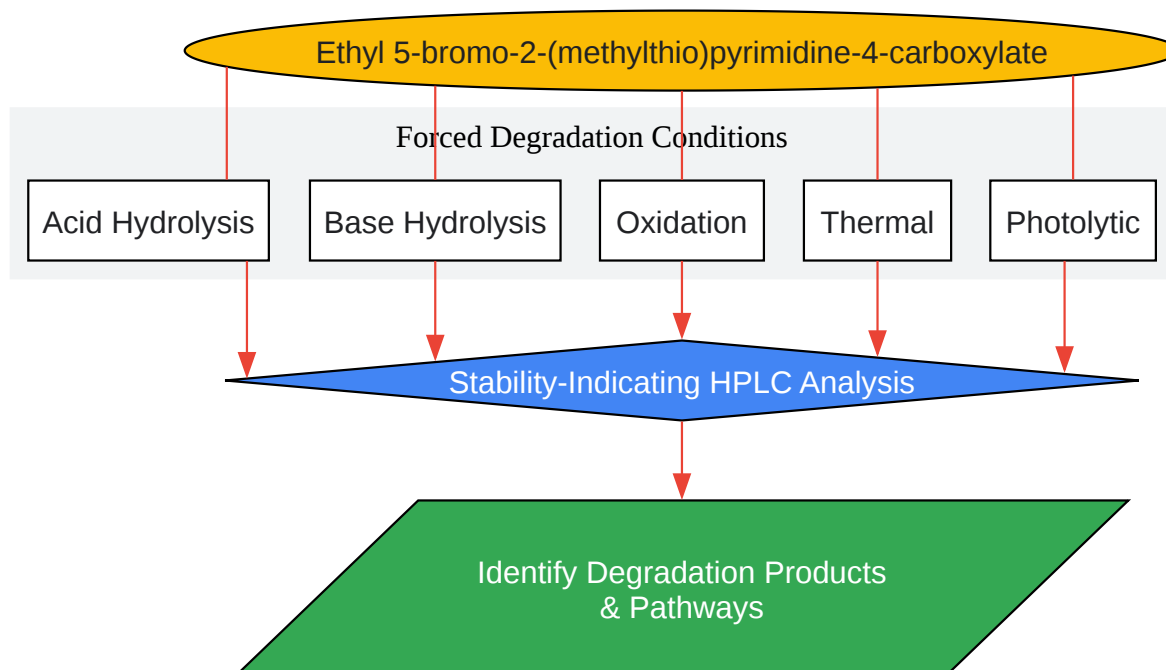 Ethyl 5-bromo-2-(methylthio)pyrimidine-4-carboxylate
Forced Degradation Conditions
Acid Hydrolysis
Base Hydrolysis
Oxidation
Thermal
Photolytic
Stability-Indicating HPLC Analysis
Identify Degradation Products
& Pathways